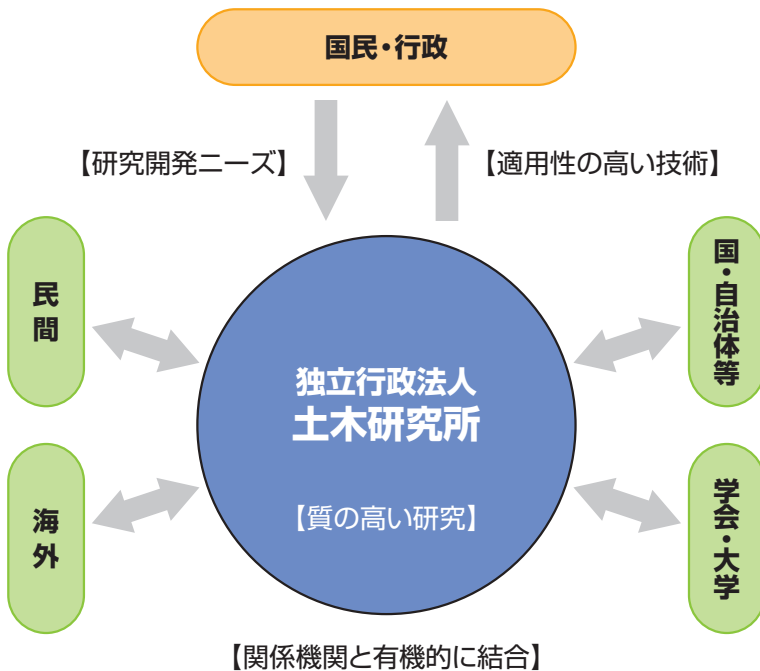 国民・行政
【研究開発ニーズ】
【適用性の高い技術】
民間
国・自治体等
独立行政法人
土木研究所
【質の高い研究】
海外
学会・大学
【関係機関と有機的に結合】